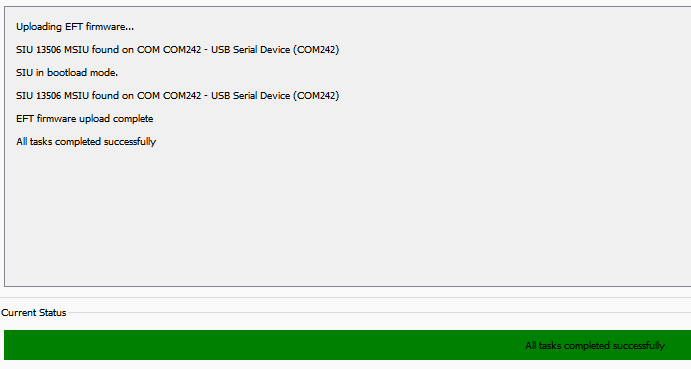 Uploading EFT firmware...
SIU 13506 MSIU found on COM COM242 - USB Serial Device (COM242)
SIU in bootload mode.
SIU 13506 MSIU found on COM COM242 - USB Serial Device (COM242)
EFT firmware upload complete
All tasks completed successfully
Current Status
All tasks completed successfully